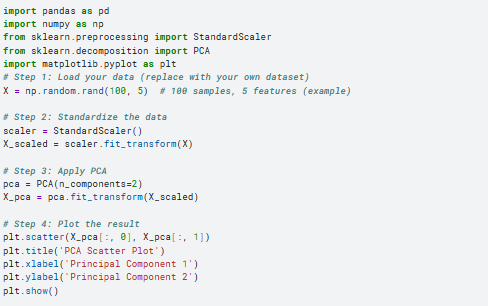 import pandas as pd
import numpy as np
from sklearn.preprocessing import StandardScaler
from sklearn.decomposition import PCA
import matplotlib.pyplot as plt
# Step 1: Load your data (replace with your own dataset)
X = np.random.rand(100, 5)  # 100 samples, 5 features (example)

# Step 2: Standardize the data
scaler = StandardScaler()
X_scaled = scaler.fit_transform(X)

# Step 3: Apply PCA
pca = PCA(n_components=2)
X_pca = pca.fit_transform(X_scaled)

# Step 4: Plot the result
plt.scatter(X_pca[:, 0], X_pca[:, 1])
plt.title('PCA Scatter Plot')
plt.xlabel('Principal Component 1')
plt.ylabel('Principal Component 2')
plt.show()